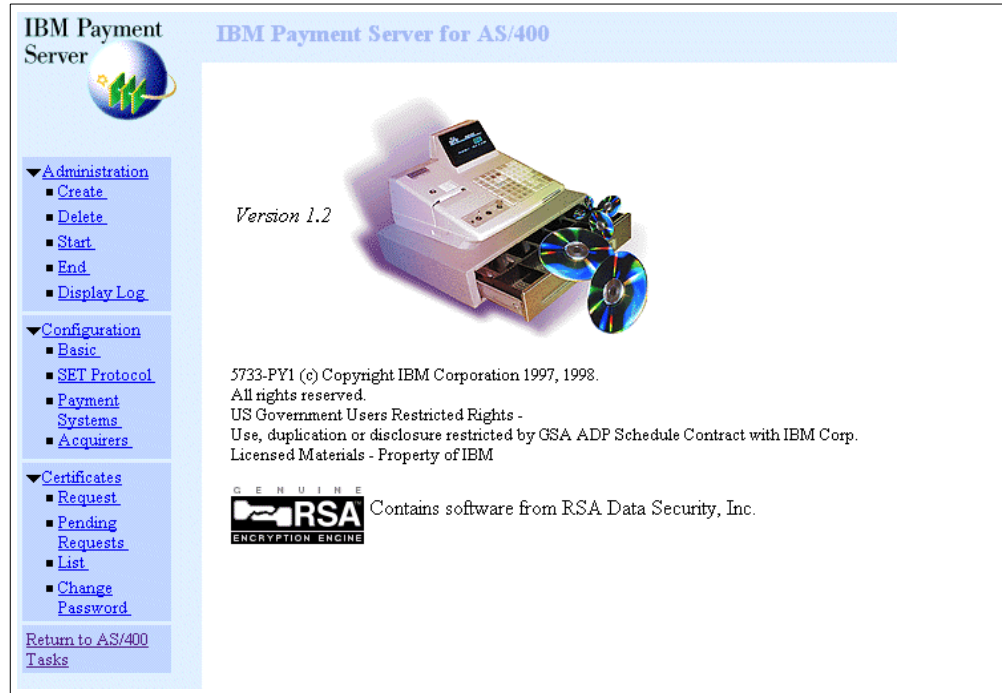 IBM Payment
Server
IBM Payment Server for AS/400
Administration
Create
Delete
Start
End
Display Log
Configuration
Basic
SET Protocol
Payment
Systems
Acquirers
Certificates
Request
Pending
Requests
List
Change
Password
Return to AS/400
Tasks
Version 1.2
5733-PY1 (c) Copyright IBM Corporation 1997, 1998.
All rights reserved.
US Government Users Restricted Rights -
Use, duplication or disclosure restricted by GSA ADP Schedule Contract with IBM Corp.
Licensed Materials - Property of IBM
GENUINE
RSA
ENCRYPTION ENGINE
Contains software from RSA Data Security, Inc.